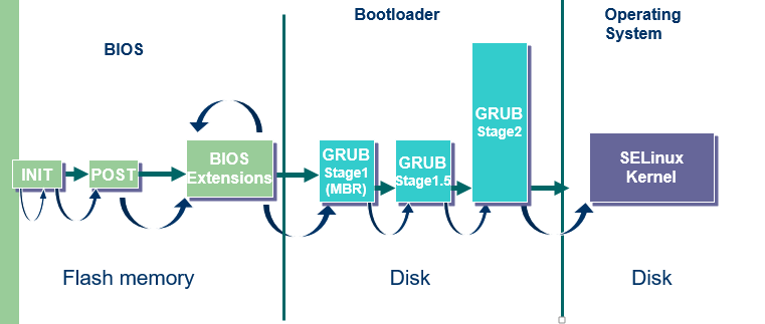 BIOS
Bootloader
Operating
System
INIT
POST
BIOS
Extensions
GRUB
Stage1
(MBR)
GRUB
Stage1.5
GRUB
Stage2
SELinux
Kernel
Flash memory
Disk
Disk